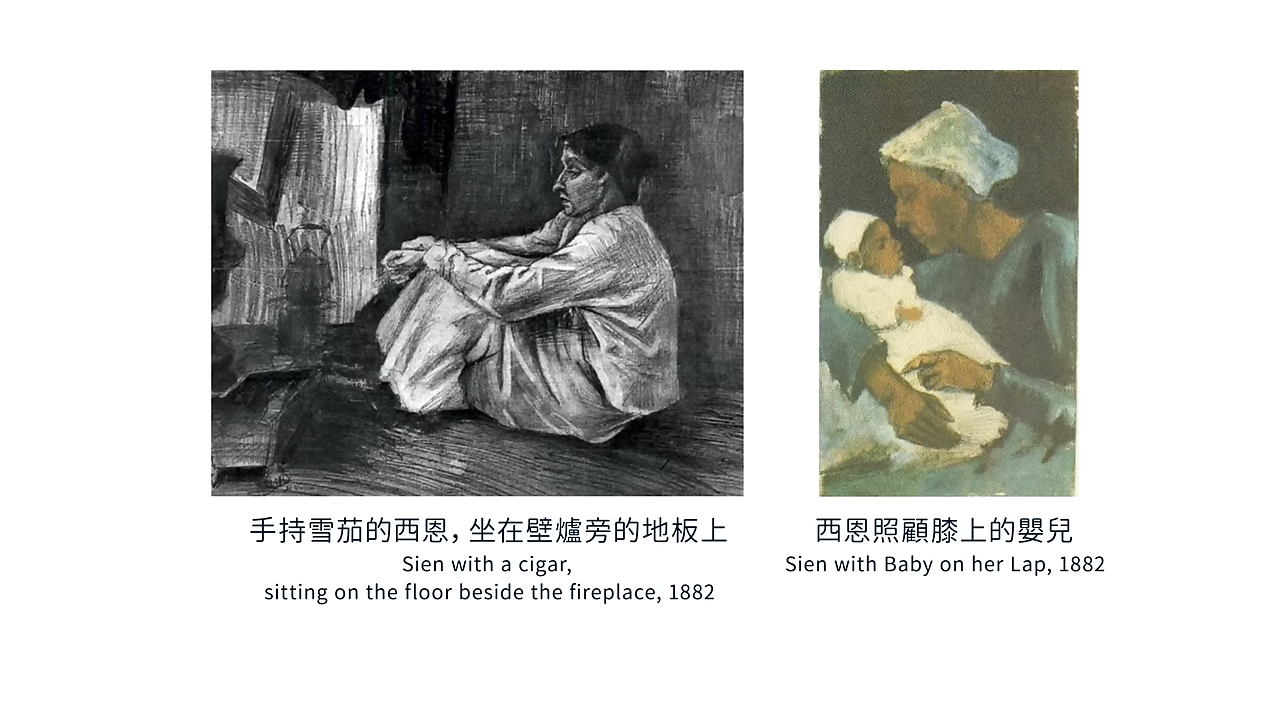 手持雪茄的西恩，坐在壁爐旁的地板上
Sien with a cigar,
sitting on the floor beside the fireplace, 1882
西恩照顧膝上的嬰兒
Sien with Baby on her Lap, 1882